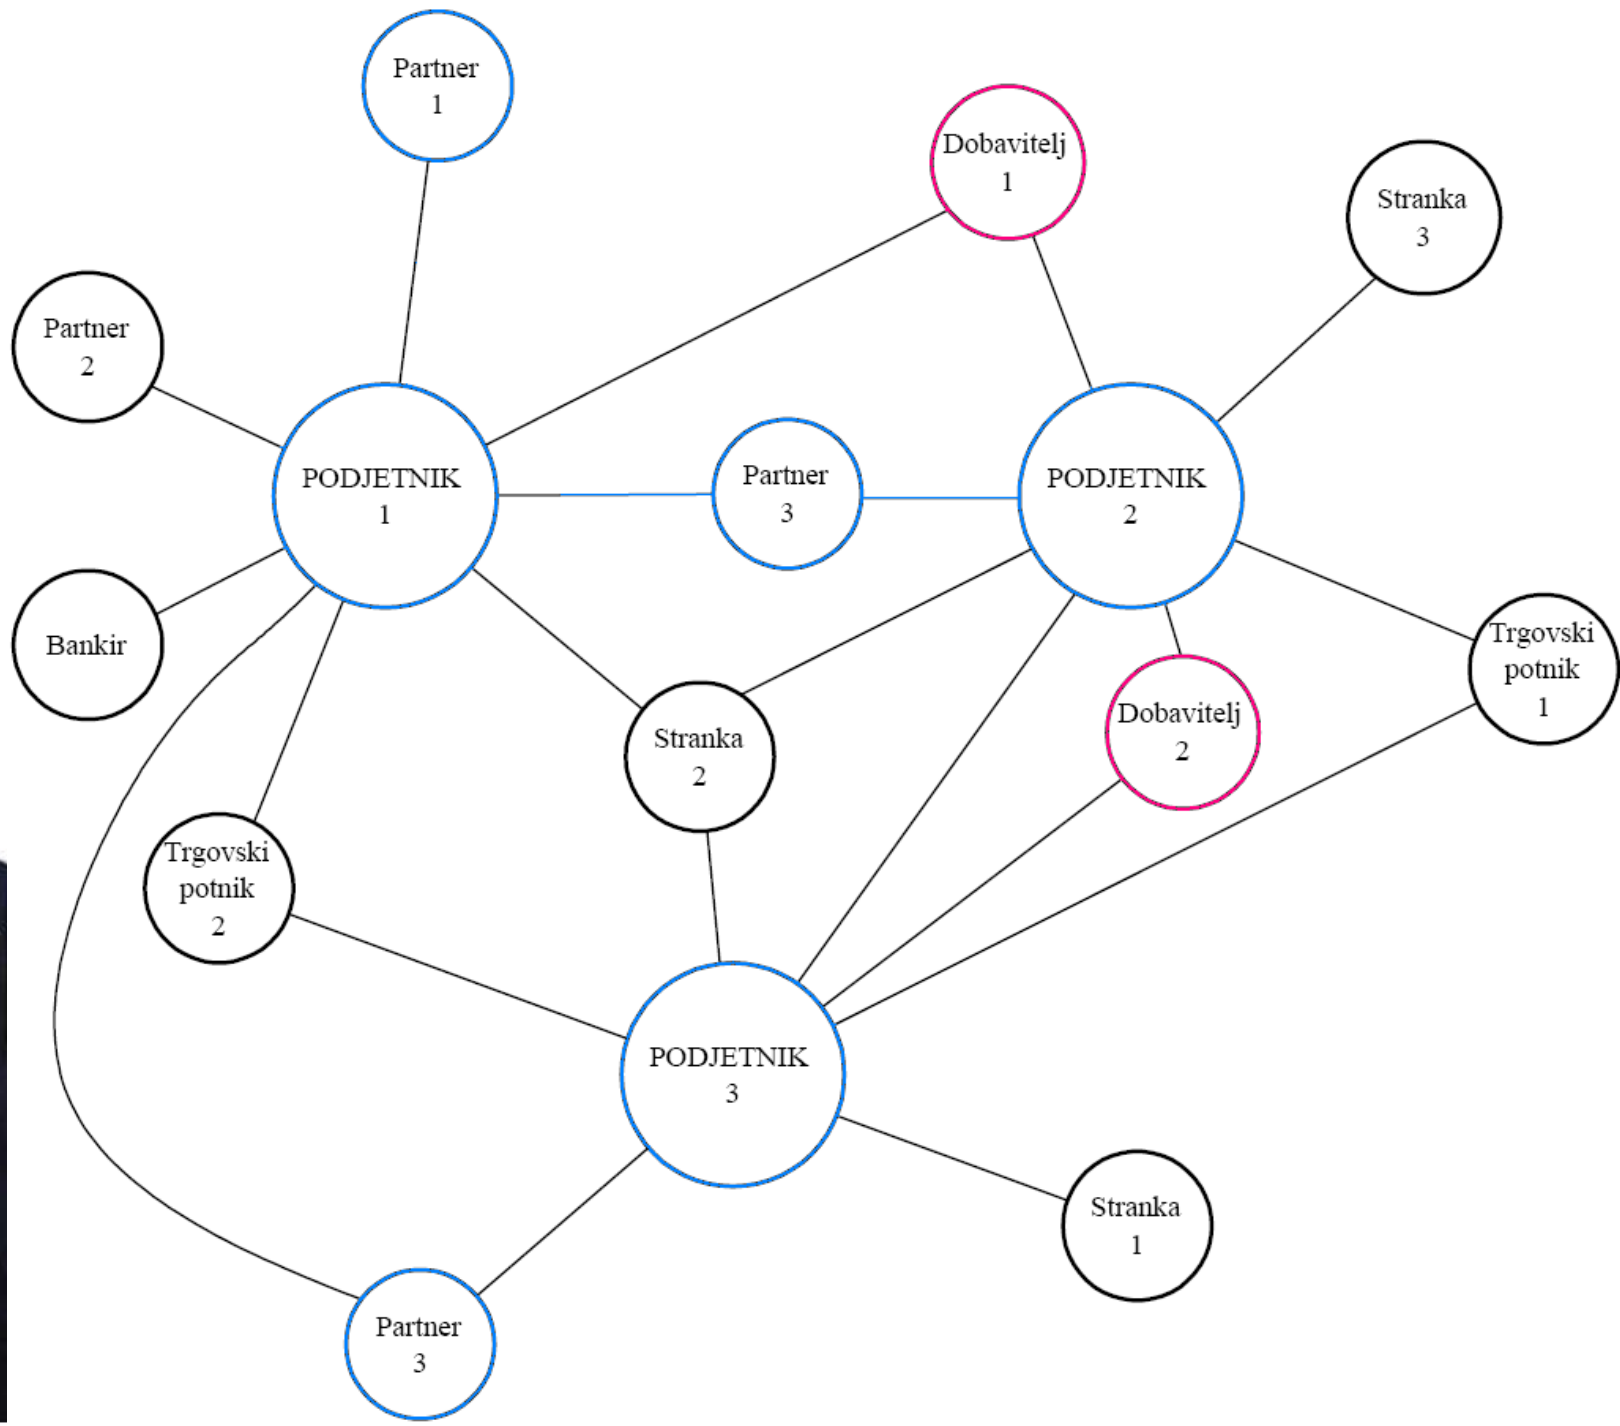 Partner
1
Dobavitelj
1
Stranka
3
Partner
2
PODJETNIK
1
Partner
3
PODJETNIK
2
Bankir
Trgovski
potnik
1
Stranka
2
Dobavitelj
2
Trgovski
potnik
2
PODJETNIK
3
Stranka
1
Partner
3